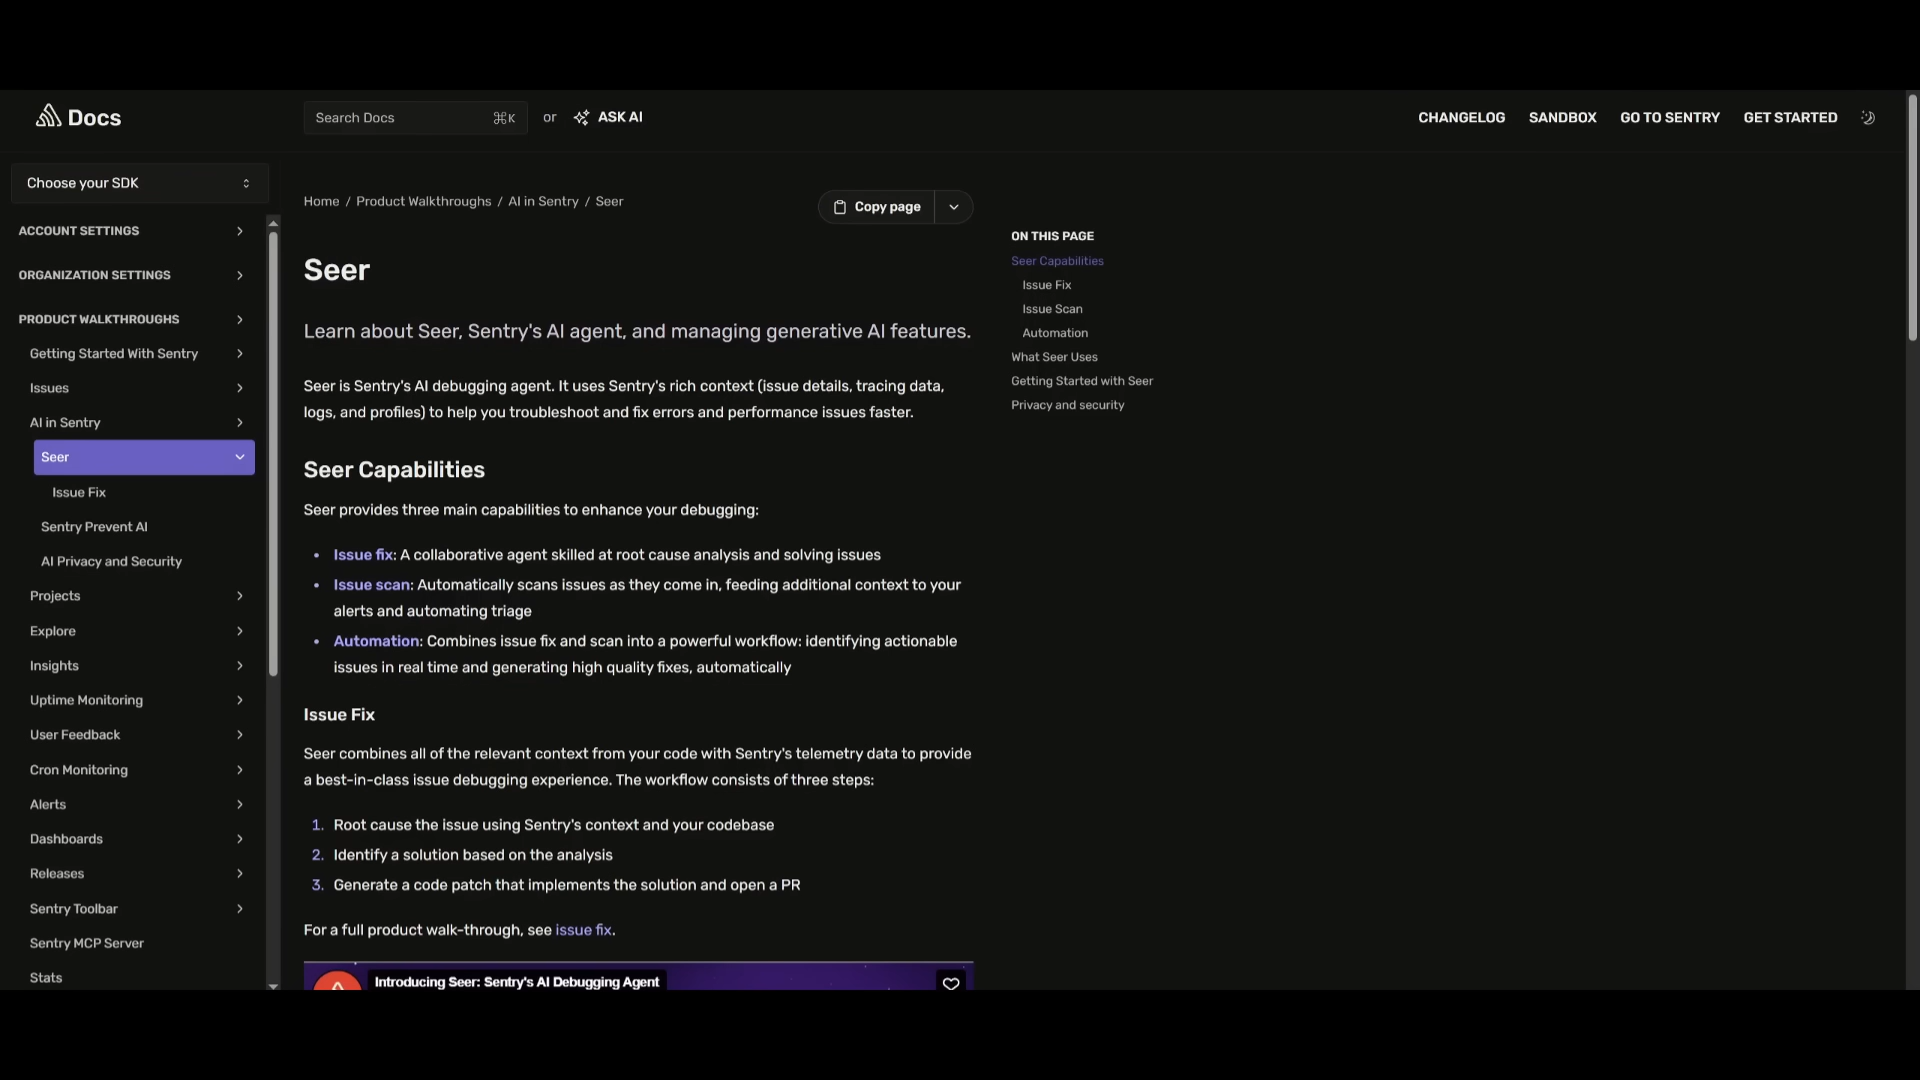 Docs
Search Docs ⌘K or ASK AI
CHANGELOG SANDBOX GO TO SENTRY GET STARTED
Choose your SDK
ACCOUNT SETTINGS
ORGANIZATION SETTINGS
PRODUCT WALKTHROUGHS
Getting Started With Sentry
Issues
AI in Sentry
Seer
Issue Fix
Sentry Prevent AI
AI Privacy and Security
Projects
Explore
Insights
Uptime Monitoring
User Feedback
Cron Monitoring
Alerts
Dashboards
Releases
Sentry Toolbar
Sentry MCP Server
Stats
Home / Product Walkthroughs / AI in Sentry / Seer
Copy page
Seer
Learn about Seer, Sentry's AI agent, and managing generative AI features.
Seer is Sentry's AI debugging agent. It uses Sentry's rich context (issue details, tracing data,
logs, and profiles) to help you troubleshoot and fix errors and performance issues faster.
Seer Capabilities
Seer provides three main capabilities to enhance your debugging:
• Issue fix: A collaborative agent skilled at root cause analysis and solving issues
• Issue scan: Automatically scans issues as they come in, feeding additional context to your
alerts and automating triage
• Automation: Combines issue fix and scan into a powerful workflow: identifying actionable
issues in real time and generating high quality fixes, automatically
Issue Fix
Seer combines all of the relevant context from your code with Sentry's telemetry data to provide
a best-in-class issue debugging experience. The workflow consists of three steps:
1. Root cause the issue using Sentry's context and your codebase
2. Identify a solution based on the analysis
3. Generate a code patch that implements the solution and open a PR
For a full product walk-through, see issue fix.
Introducing Seer: Sentry's AI Debugging Agent
ON THIS PAGE
Seer Capabilities
Issue Fix
Issue Scan
Automation
What Seer Uses
Getting Started with Seer
Privacy and security